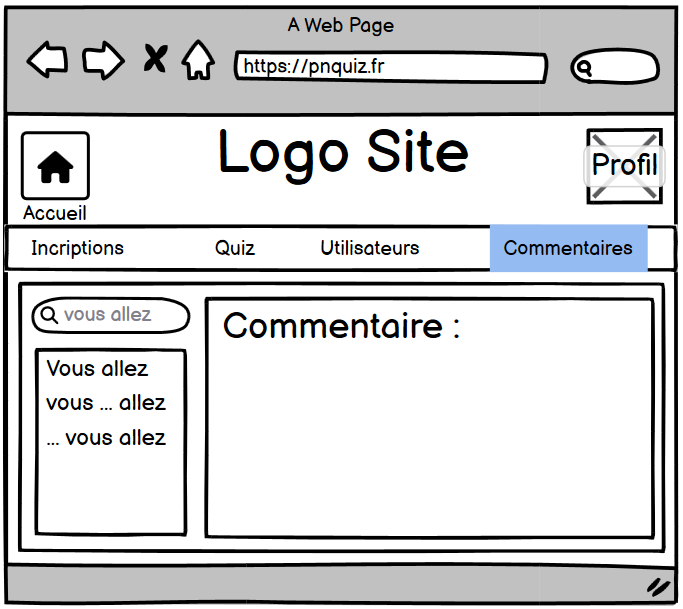 A Web Page
https://pnquiz.fr
Logo Site
Profil
Accueil
Incriptions
Quiz
Utilisateurs
Commentaires
vous allez
Commentaire :
Vous allez
vous ... allez
... vous allez